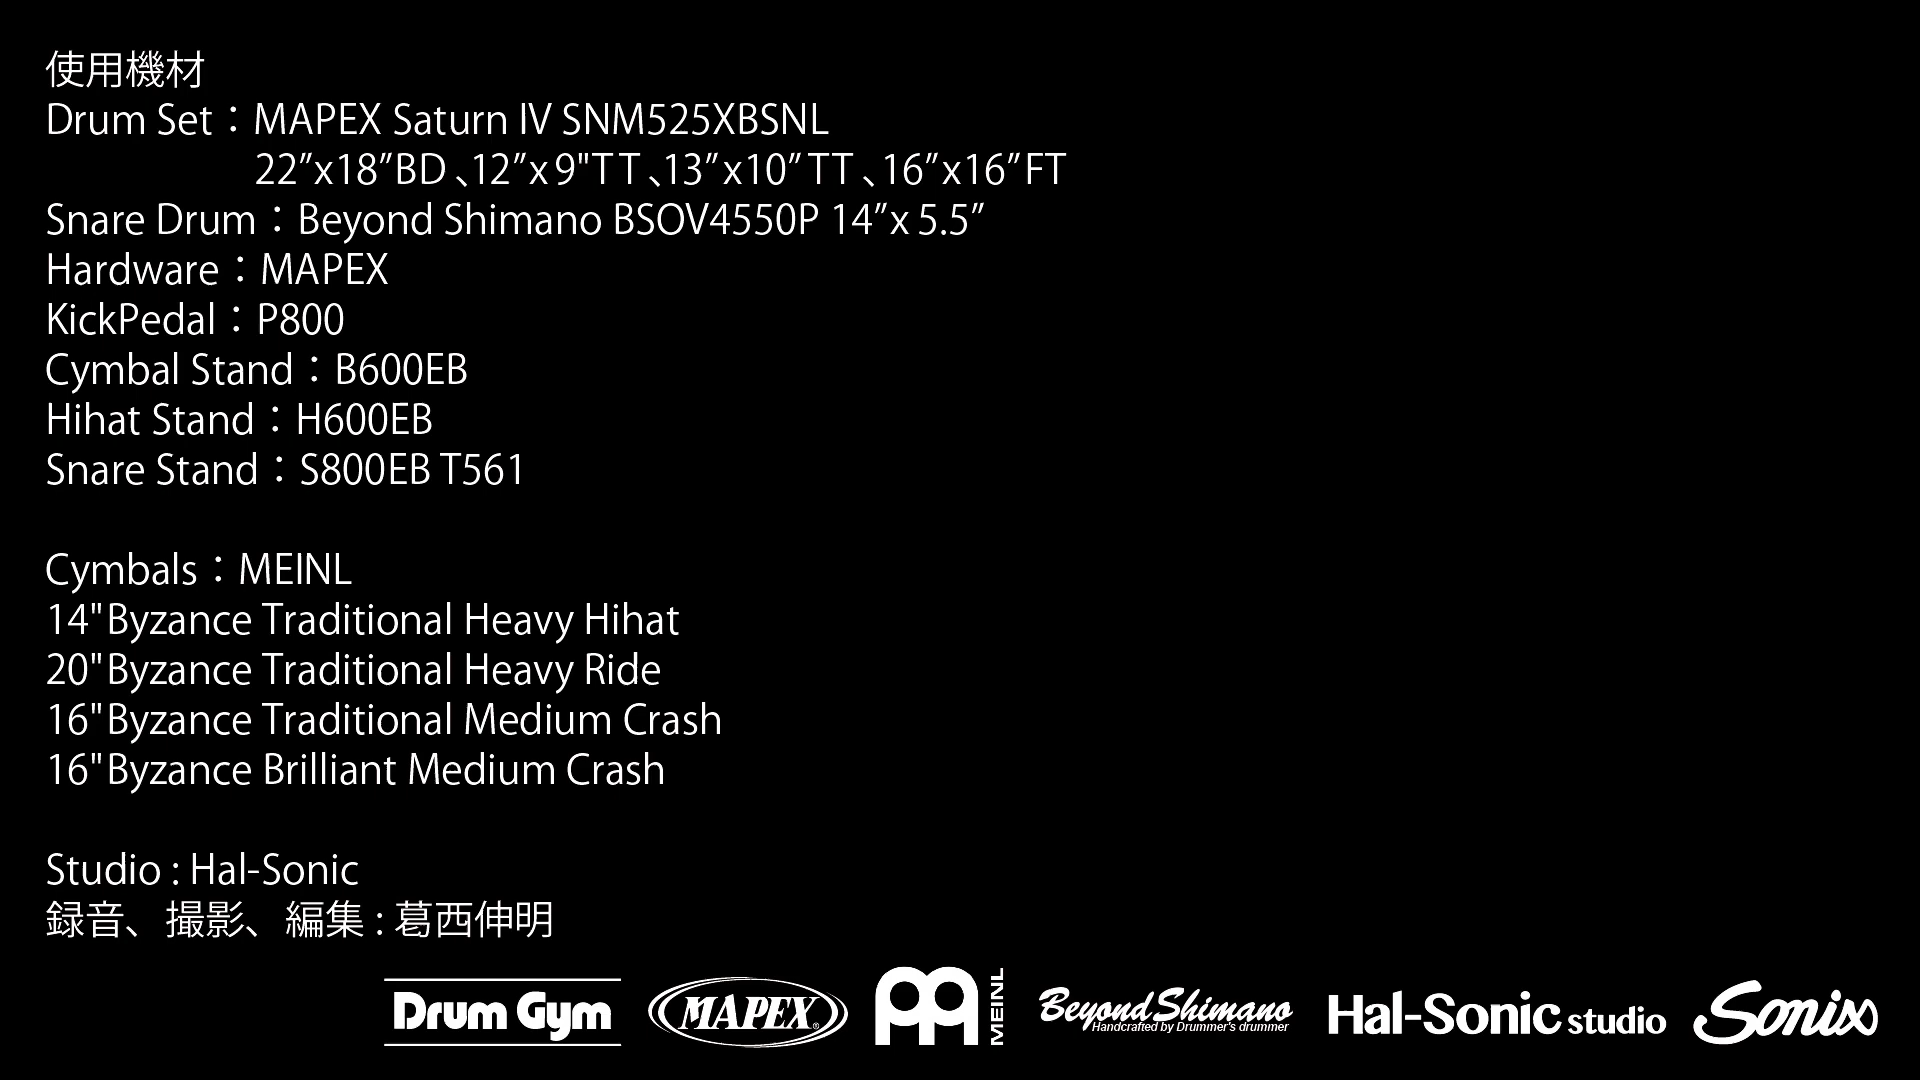 使用機材
Drum Set：MAPEX Saturn IV SNM525XBSNL
22”x18”BD、12”x9"TT、13”x10”TT、16”x16”FT
Snare Drum：Beyond Shimano BSOV4550P 14”x 5.5”
Hardware：MAPEX
KickPedal：P800
Cymbal Stand：B600EB
Hihat Stand：H600EB
Snare Stand：S800EB T561
Cymbals：MEINL
14"Byzance Traditional Heavy Hihat
20"Byzance Traditional Heavy Ride
16"Byzance Traditional Medium Crash
16"Byzance Brilliant Medium Crash
Studio : Hal-Sonic
録音、撮影、編集 : 葛西伸明
Drum Gym
MAPEX®
MEINL
Beyond Shimano
Handcrafted by Drummer's drummer
Hal-Sonic studio
Sonix